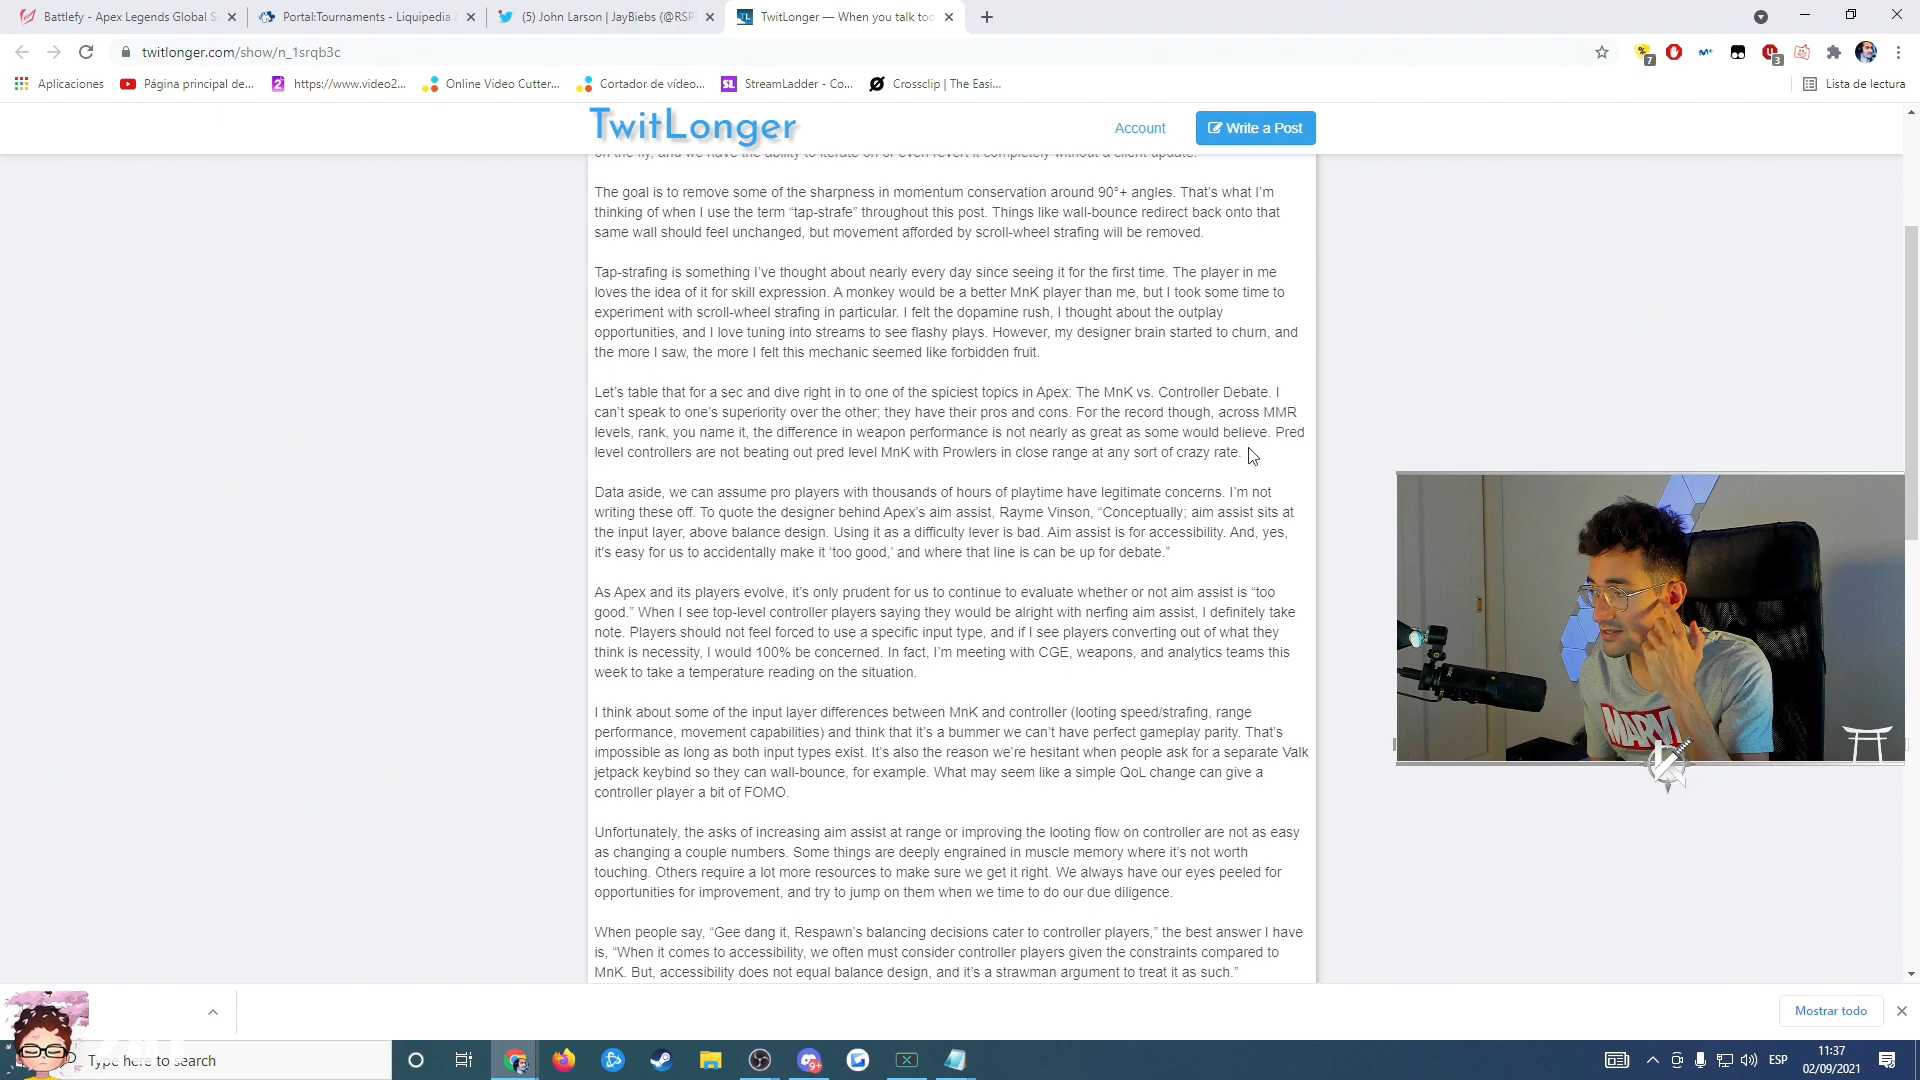 Battlefy - Apex Legends Global S
Portal:Tournaments - Liquipedia
(5) John Larson | JayBiebs (@RSP
TwitLonger — When you talk too
twitlonger.com/show/n_1srqb3c
7
3
Aplicaciones
Página principal de...
https://www.video2...
Online Video Cutter...
Cortador de vídeo...
StreamLadder - Co...
Crossclip | The Easi...
Lista de lectura
TwitLonger
Account
Write a Post
on the fly, and we have the ability to iterate on or even revert it completely without a client update.
The goal is to remove some of the sharpness in momentum conservation around 90°+ angles. That’s what I’m
thinking of when I use the term “tap-strafe” throughout this post. Things like wall-bounce redirect back onto that
same wall should feel unchanged, but movement afforded by scroll-wheel strafing will be removed.
Tap-strafing is something I’ve thought about nearly every day since seeing it for the first time. The player in me
loves the idea of it for skill expression. A monkey would be a better MnK player than me, but I took some time to
experiment with scroll-wheel strafing in particular. I felt the dopamine rush, I thought about the outplay
opportunities, and I love tuning into streams to see flashy plays. However, my designer brain started to churn, and
the more I saw, the more I felt this mechanic seemed like forbidden fruit.
Let’s table that for a sec and dive right in to one of the spiciest topics in Apex: The MnK vs. Controller Debate. I
can’t speak to one’s superiority over the other; they have their pros and cons. For the record though, across MMR
levels, rank, you name it, the difference in weapon performance is not nearly as great as some would believe. Pred
level controllers are not beating out pred level MnK with Prowlers in close range at any sort of crazy rate.
Data aside, we can assume pro players with thousands of hours of playtime have legitimate concerns. I’m not
writing these off. To quote the designer behind Apex’s aim assist, Rayme Vinson, “Conceptually; aim assist sits at
the input layer, above balance design. Using it as a difficulty lever is bad. Aim assist is for accessibility. And, yes,
it's easy for us to accidentally make it ‘too good,’ and where that line is can be up for debate.”
As Apex and its players evolve, it’s only prudent for us to continue to evaluate whether or not aim assist is “too
good.” When I see top-level controller players saying they would be alright with nerfing aim assist, I definitely take
note. Players should not feel forced to use a specific input type, and if I see players converting out of what they
think is necessity, I would 100% be concerned. In fact, I’m meeting with CGE, weapons, and analytics teams this
week to take a temperature reading on the situation.
I think about some of the input layer differences between MnK and controller (looting speed/strafing, range
performance, movement capabilities) and think that it’s a bummer we can’t have perfect gameplay parity. That’s
impossible as long as both input types exist. It’s also the reason we’re hesitant when people ask for a separate Valk
jetpack keybind so they can wall-bounce, for example. What may seem like a simple QoL change can give a
controller player a bit of FOMO.
Unfortunately, the asks of increasing aim assist at range or improving the looting flow on controller are not as easy
as changing a couple numbers. Some things are deeply engrained in muscle memory where it’s not worth
touching. Others require a lot more resources to make sure we get it right. We always have our eyes peeled for
opportunities for improvement, and try to jump on them when we time to do our due diligence.
When people say, “Gee dang it, Respawn’s balancing decisions cater to controller players,” the best answer I have
is, “When it comes to accessibility, we often must consider controller players given the constraints compared to
MnK. But, accessibility does not equal balance design, and it’s a strawman argument to treat it as such.”
MARV
Mostrar todo
Type here to search
9+
ESP
11:37
02/09/2021